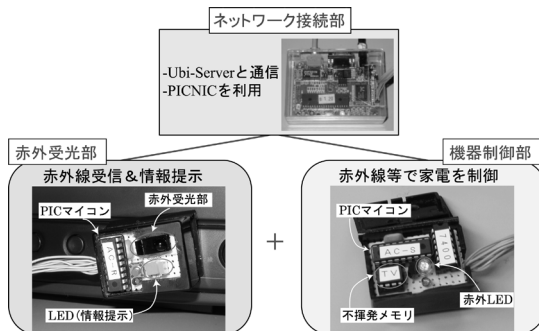 ネットワーク接続部
-Ubi-Serverと通信
-PICNICを利用
赤外受光部
赤外線受信&情報提示
PICマイコン
赤外受光部
AC-R
LED(情報提示)
+
機器制御部
赤外線等で家電を制御
PICマイコン
AC-S
7400
TV
不揮発メモリ
赤外LED